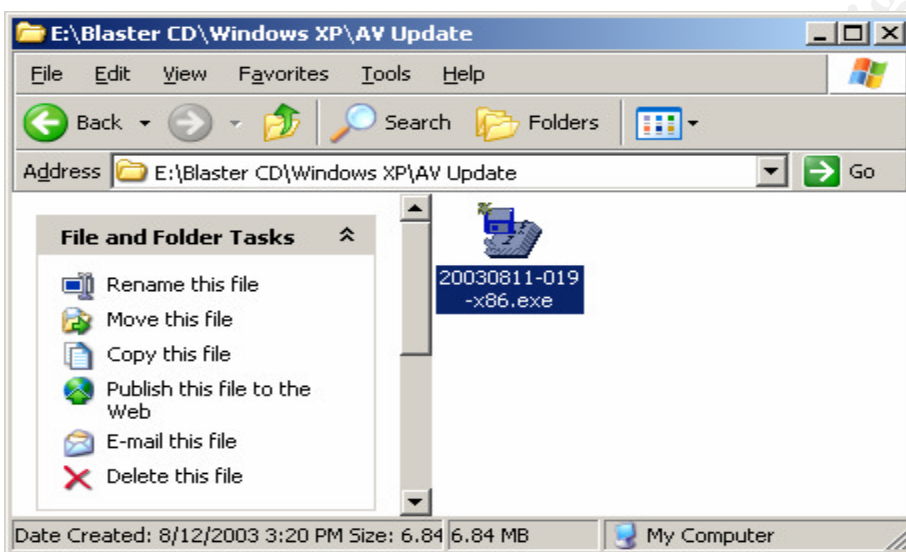 E:\Blaster CD\Windows XP\AV Update
File Edit View Favorites Tools Help
Back Search Folders
Address E:\Blaster CD\Windows XP\AV Update Go
File and Folder Tasks
Rename this file
Move this file
Copy this file
Publish this file to the
Web
E-mail this file
Delete this file
20030811-019
-x86.exe
Date Created: 8/12/2003 3:20 PM Size: 6.84 6.84 MB My Computer